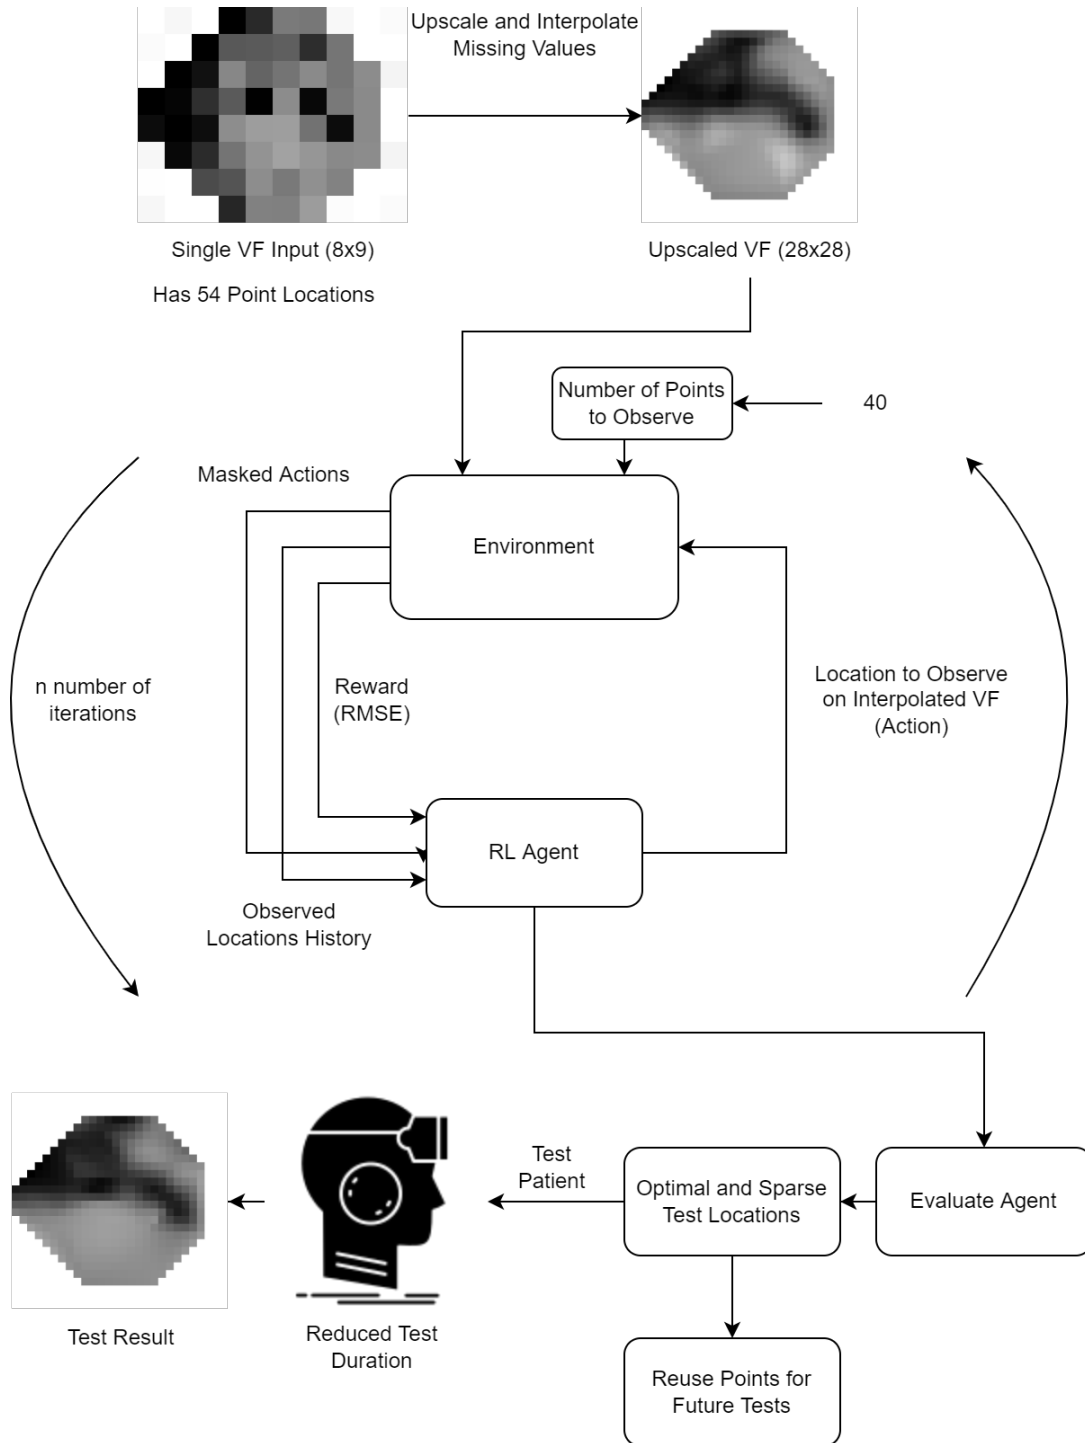 Upscale and Interpolate
Missing Values
Single VF Input (8x9)
Has 54 Point Locations
Upscaled VF (28x28)
Number of Points
to Observe
40
Masked Actions
Environment
n number of
iterations
Reward
(RMSE)
Location to Observe
on Interpolated VF
(Action)
RL Agent
Observed
Locations History
Test
Patient
Optimal and Sparse
Test Locations
Evaluate Agent
Test Result
Reduced Test
Duration
Reuse Points for
Future Tests